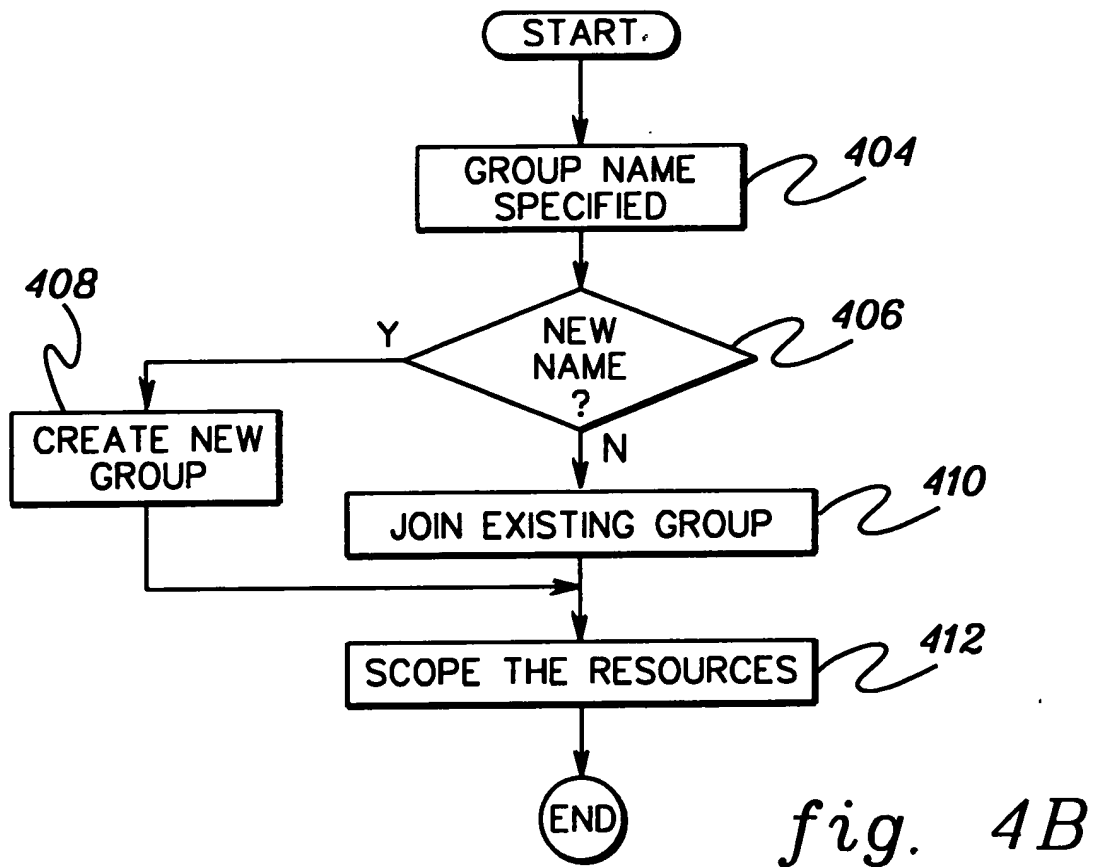 START
GROUP NAME
SPECIFIED
404
NEW
NAME
?
406
Y
408
CREATE NEW
GROUP
N
JOIN EXISTING GROUP
410
SCOPE THE RESOURCES
412
END
fig. 4B